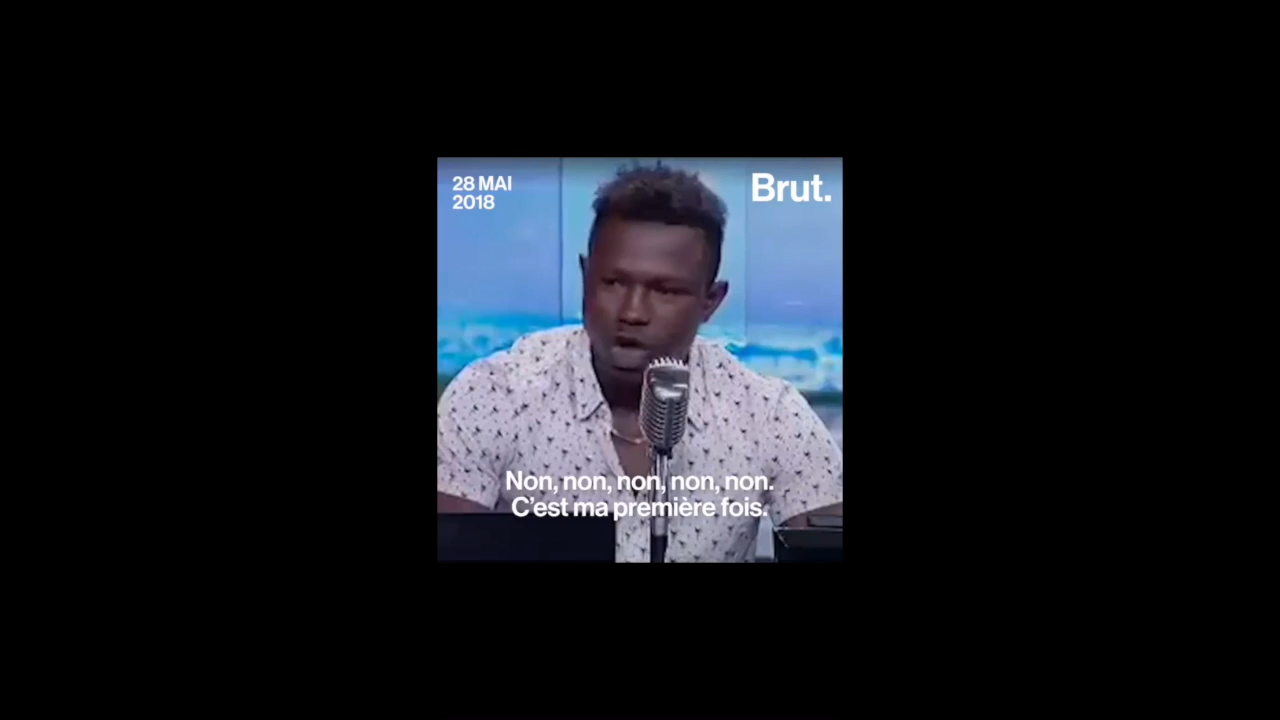 28 MAI
2018
Brut.
Non, non, non, non, non.
C'est ma première fois.